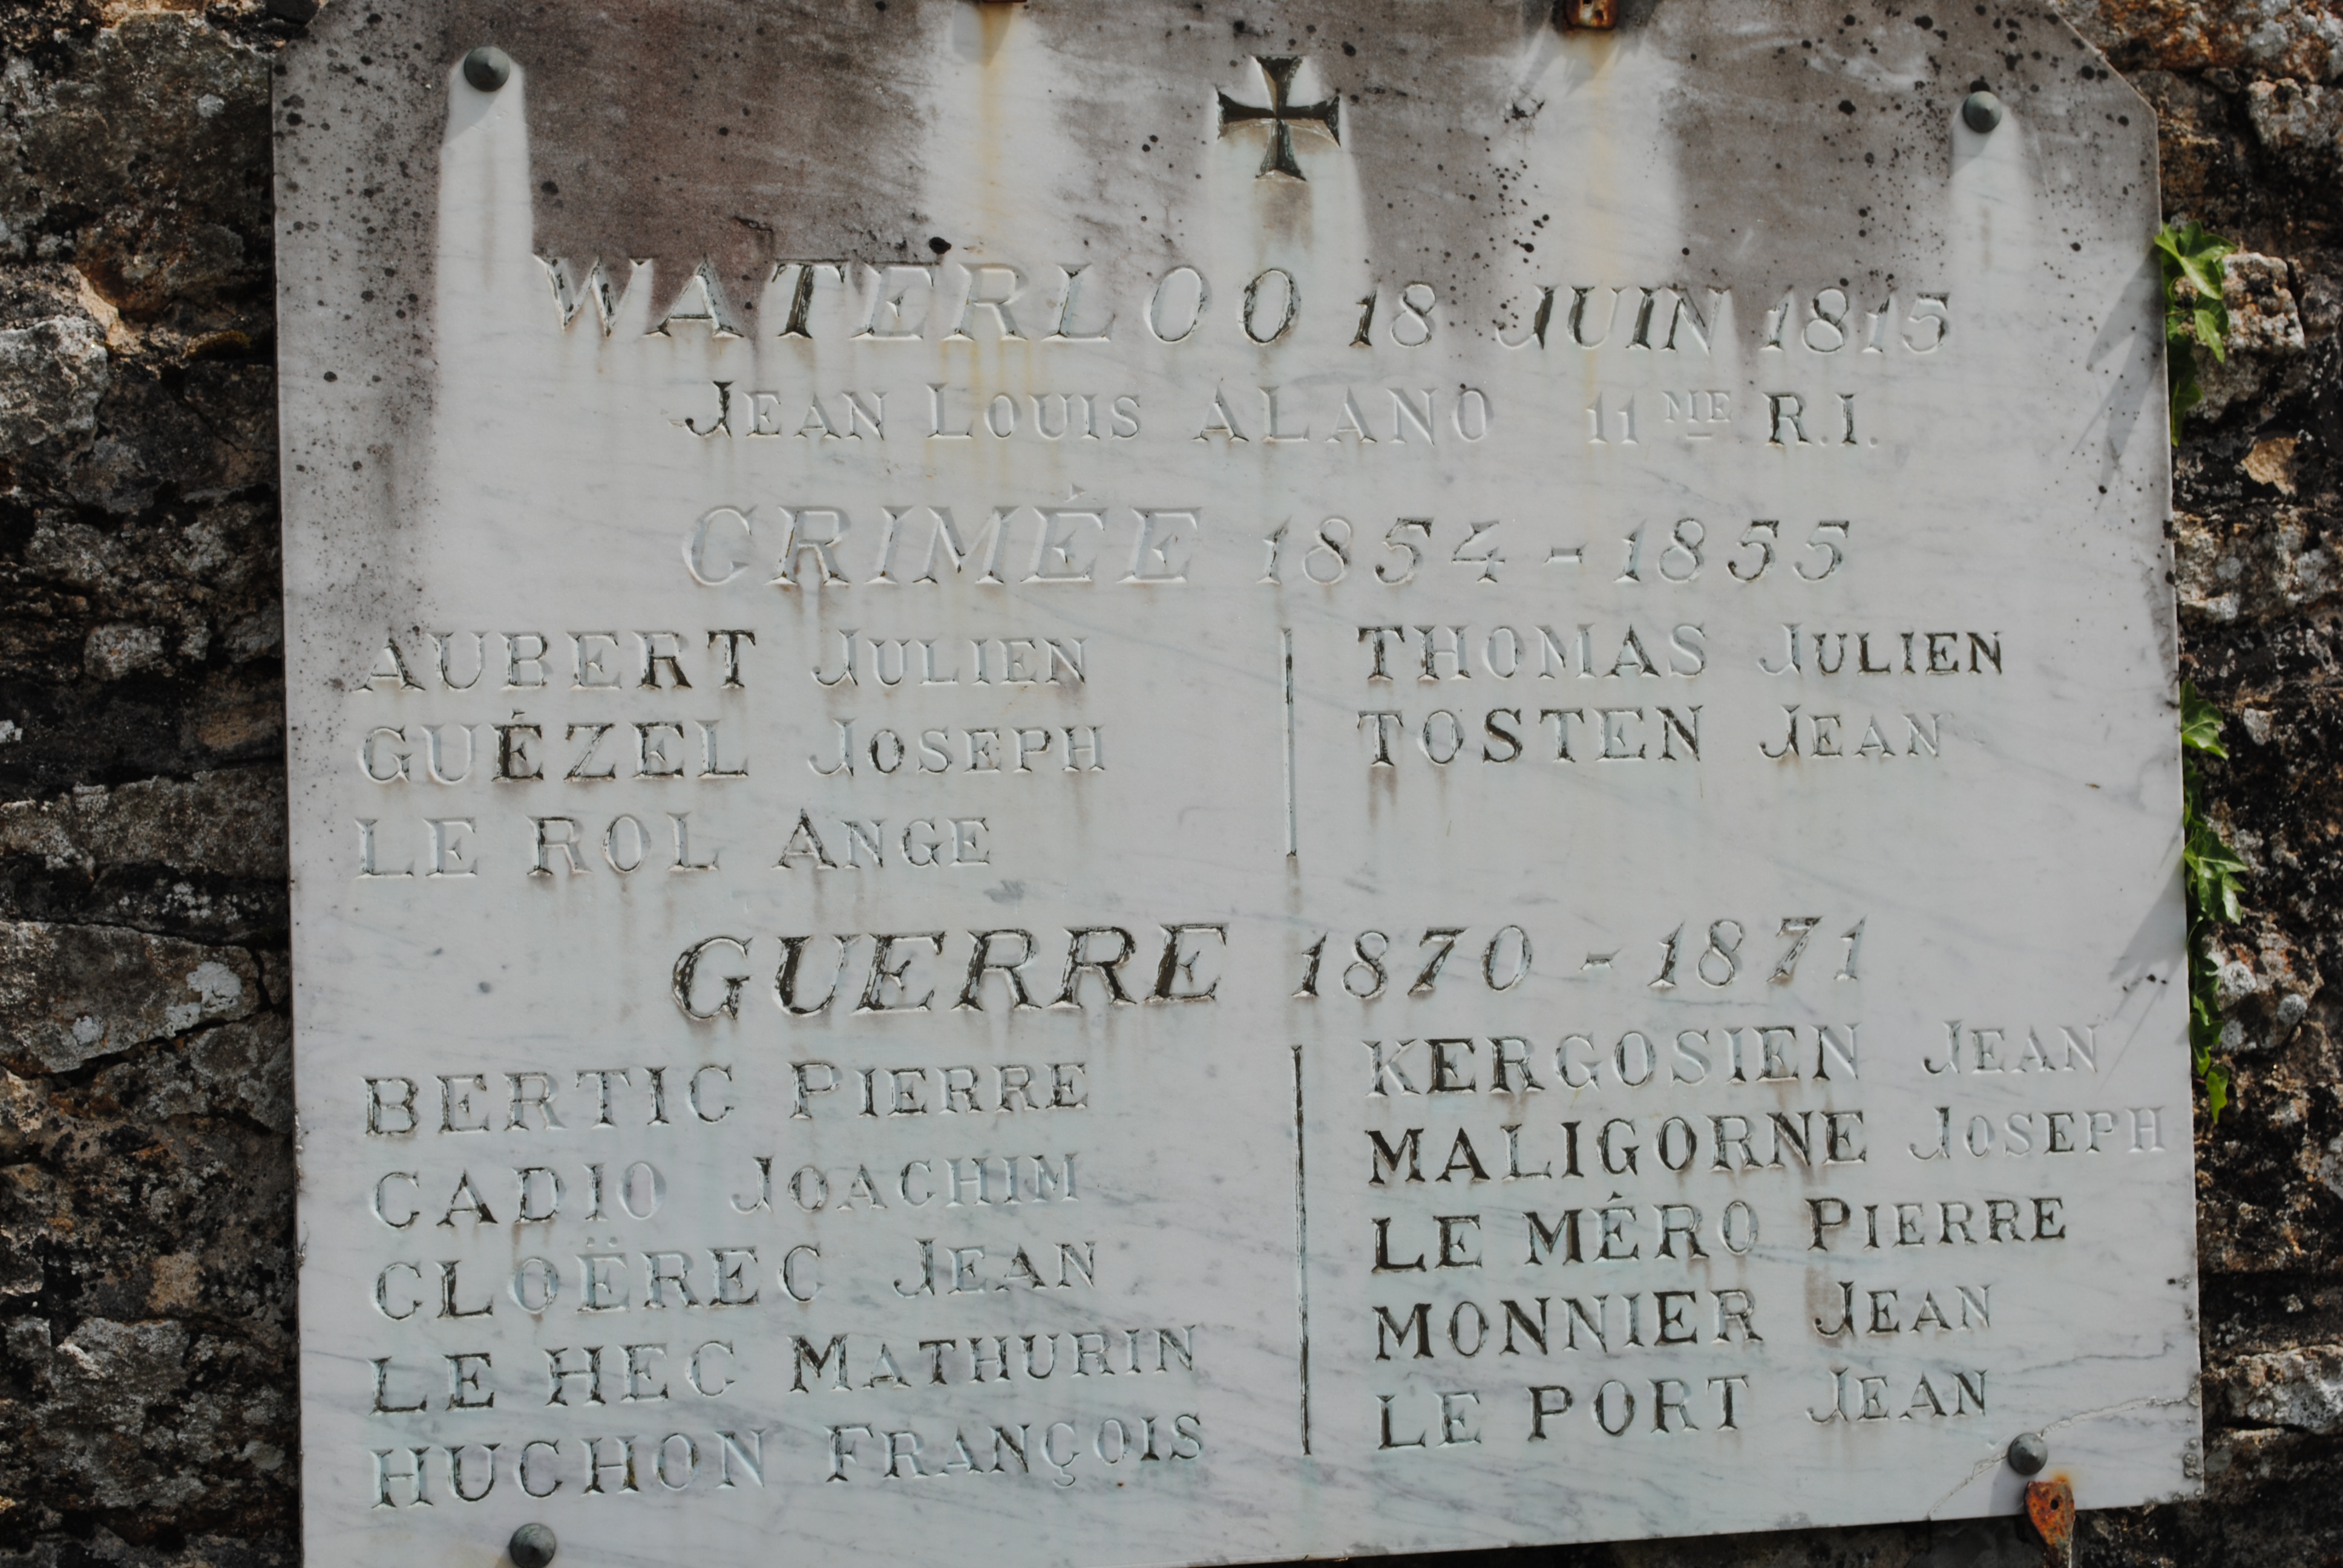 WATERLOO 18 JUIN 1815
JEAN LOUIS ALANO 11ME R.I.
CRIMÉE 1854 - 1855
AUBERT JULIEN
GUÉZEL JOSEPH
LE ROL ANGE
THOMAS JULIEN
TOSTEN JEAN
GUERRE 1870 - 1871
BERTIC PIERRE
CADIO JOACHIM
CLOËREC JEAN
LE HEC MATHURIN
HUCHON FRANÇOIS
KERGOSIEN JEAN
MALIGORNE JOSEPH
LE MÉRO PIERRE
MONNIER JEAN
LE PORT JEAN